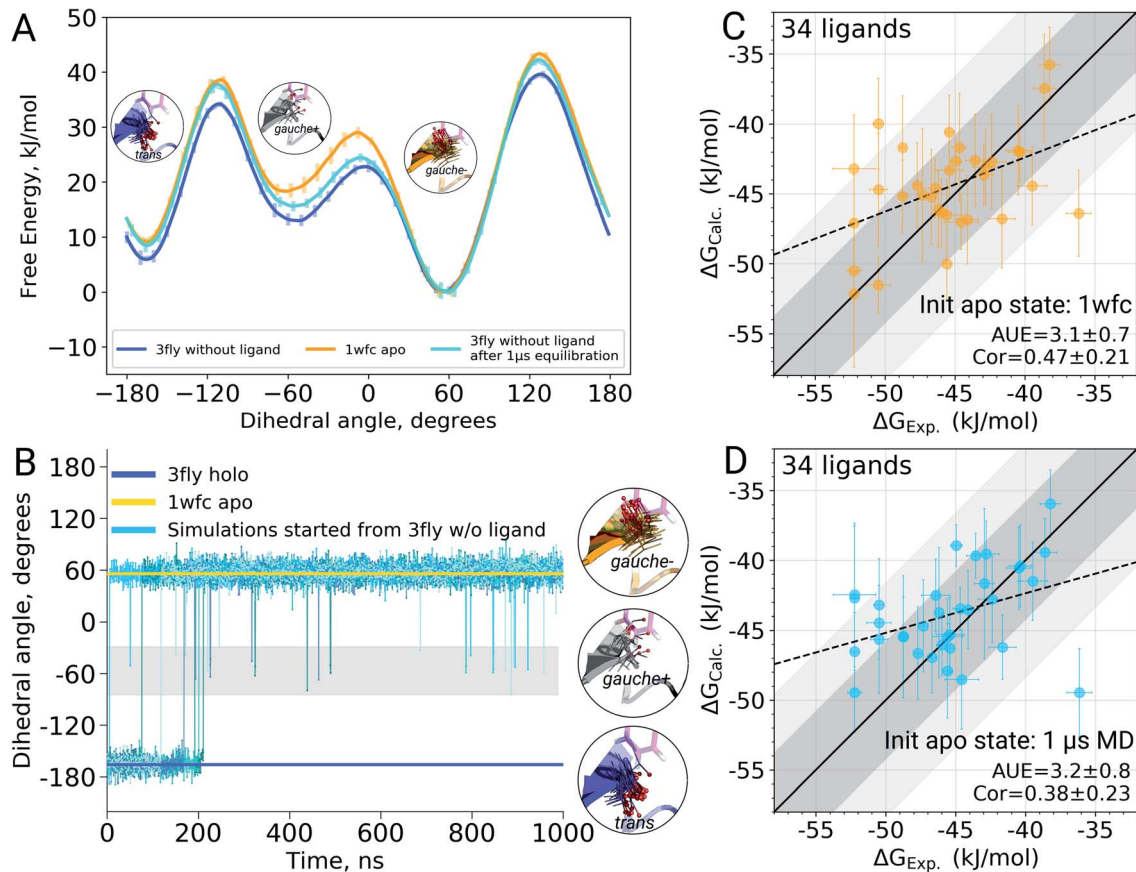 A
50
40
30
20
10
0
−10
Free Energy, kJ/mol
trans
gauche+
gauche-
3fly without ligand
1wfc apo
3fly without ligand
after 1μs equilibration
−180
−120
−60
0
60
120
180
Dihedral angle, degrees
B
180
120
60
0
-60
-120
-180
Dihedral angle, degrees
3fly holo
1wfc apo
Simulations started from 3fly w/o ligand
0
200
400
600
800
1000
Time, ns
gauche-
gauche+
trans
C
34 ligands
-35
-40
-45
-50
-55
ΔGCalc. (kJ/mol)
Init apo state: 1wfc
AUE=3.1±0.7
Cor=0.47±0.21
-55
-50
-45
-40
-35
ΔGExp. (kJ/mol)
D
34 ligands
-35
-40
-45
-50
-55
ΔGCalc. (kJ/mol)
Init apo state: 1 μs MD
AUE=3.2±0.8
Cor=0.38±0.23
-55
-50
-45
-40
-35
ΔGExp. (kJ/mol)